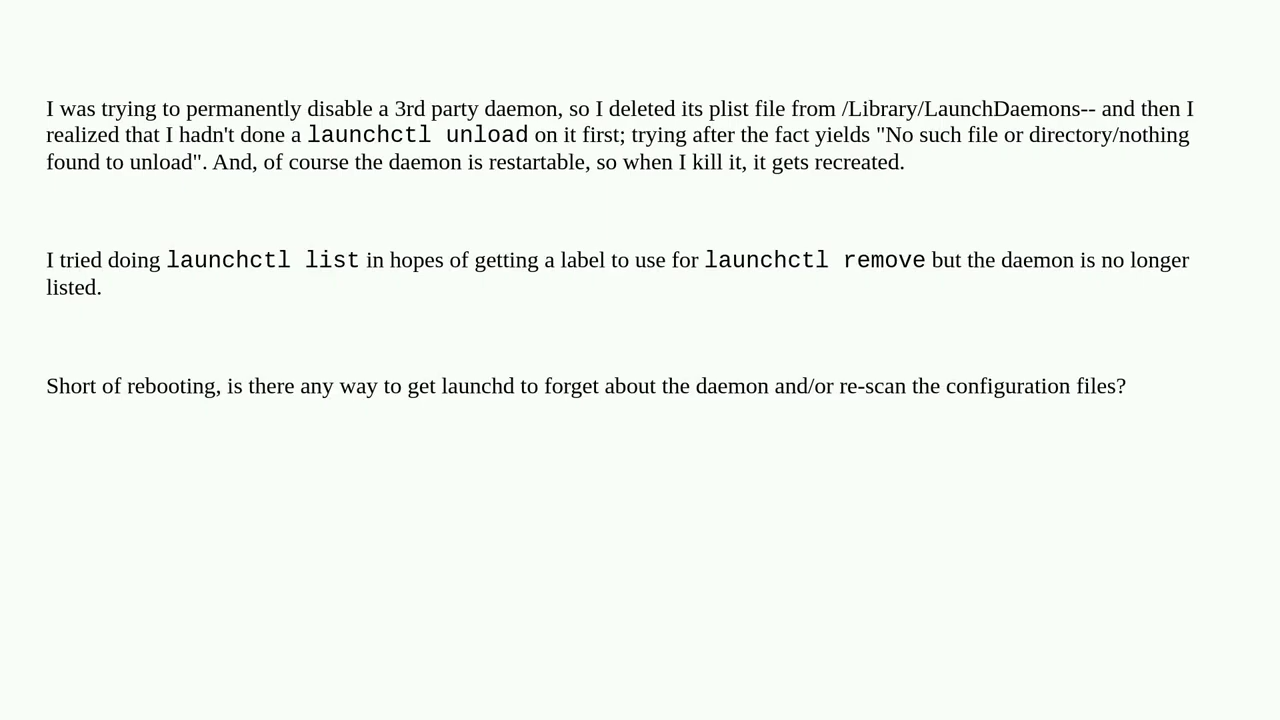 I was trying to permanently disable a 3rd party daemon, so I deleted its plist file from /Library/LaunchDaemons-- and then I
realized that I hadn't done a launchctl unload on it first; trying after the fact yields "No such file or directory/nothing
found to unload". And, of course the daemon is restartable, so when I kill it, it gets recreated.
I tried doing launchctl list in hopes of getting a label to use for launchctl remove but the daemon is no longer
listed.
Short of rebooting, is there any way to get launchd to forget about the daemon and/or re-scan the configuration files?